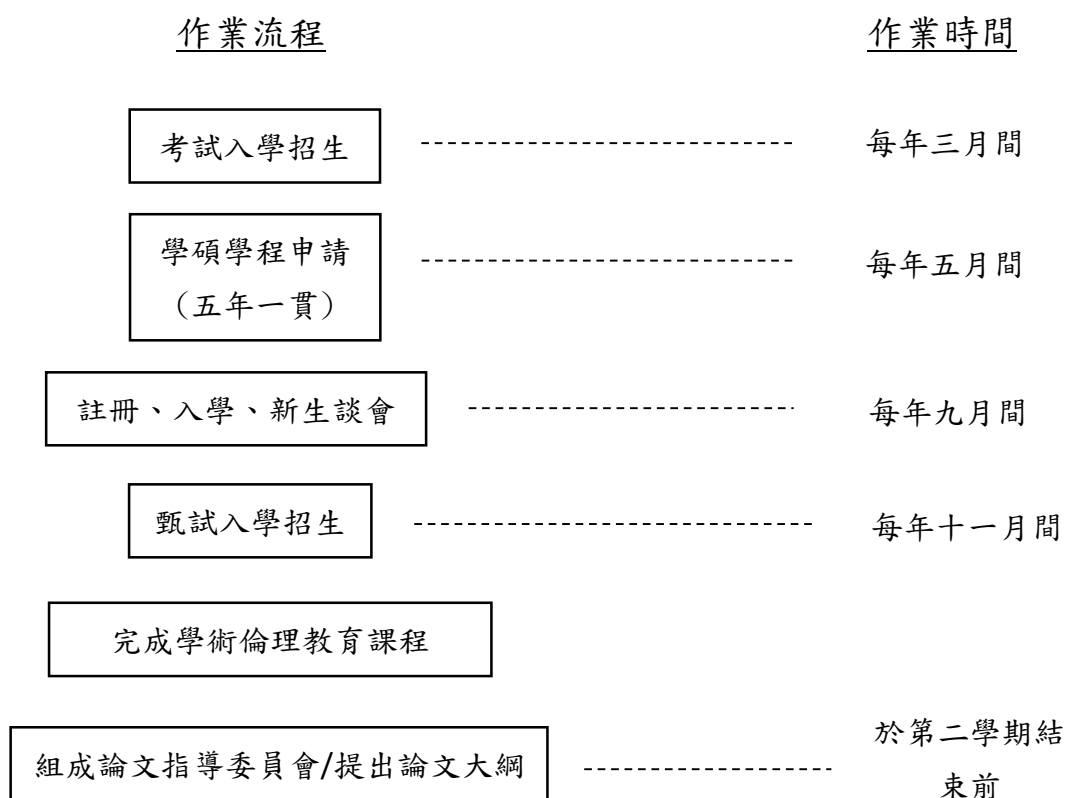 作業流程 作業時間
考試入學招生 每年三月間
學碩學程申請 每年五月間
（五年一貫）
註冊、入學、新生談會 每年九月間
甄試入學招生 每年十一月間
完成學術倫理教育課程
組成論文指導委員會/提出論文大綱 於第二學期結
束前